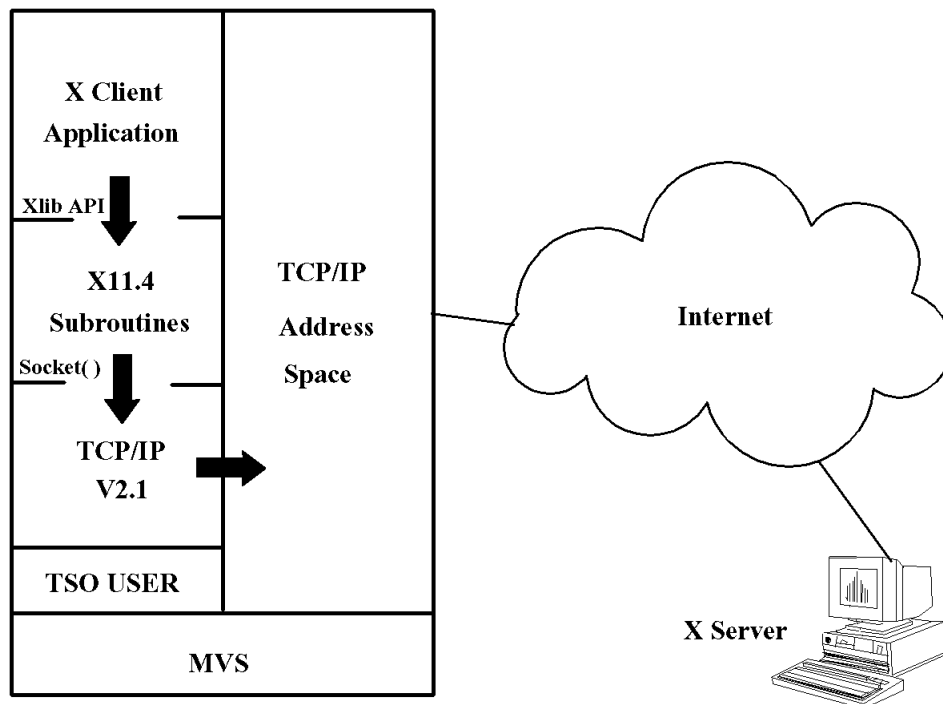 X Client
Application
Xlib API
X11.4
Subroutines
Socket( )
TCP/IP
V2.1
TSO USER
MVS
TCP/IP
Address
Space
Internet
X Server